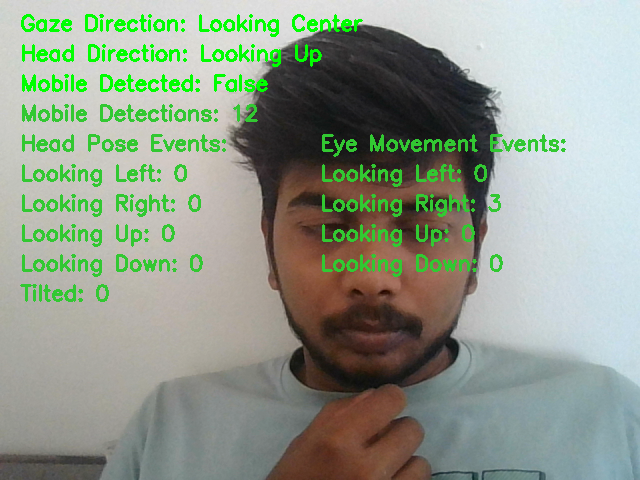 Gaze Direction: Looking Center
Head Direction: Looking Up
Mobile Detected: False
Mobile Detections: 12
Head Pose Events:
Looking Left: 0
Looking Right: 0
Looking Up: 0
Looking Down: 0
Tilted: 0
Eye Movement Events:
Looking Left: 0
Looking Right: 3
Looking Up: 0
Looking Down: 0